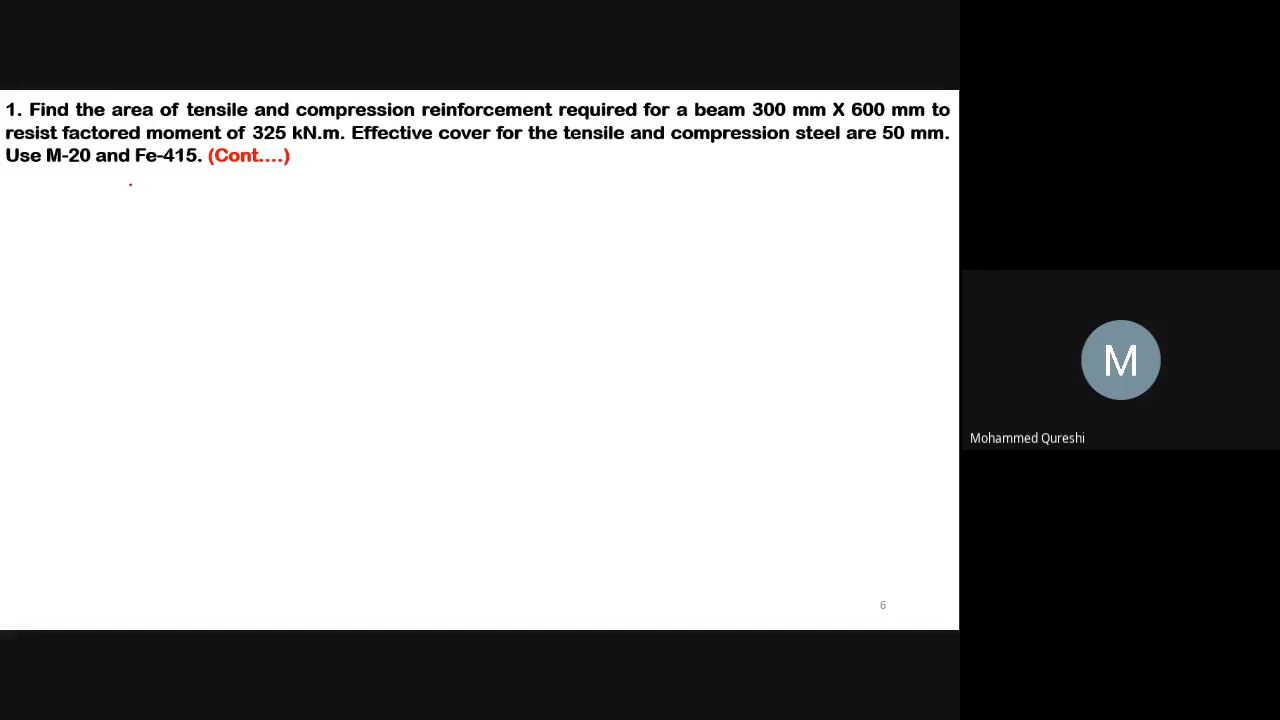 1. Find the area of tensile and compression reinforcement required for a beam 300 mm X 600 mm to
resist factored moment of 325 kN.m. Effective cover for the tensile and compression steel are 50 mm.
Use M-20 and Fe-415. (Cont....)
M
Mohammed Qureshi
6